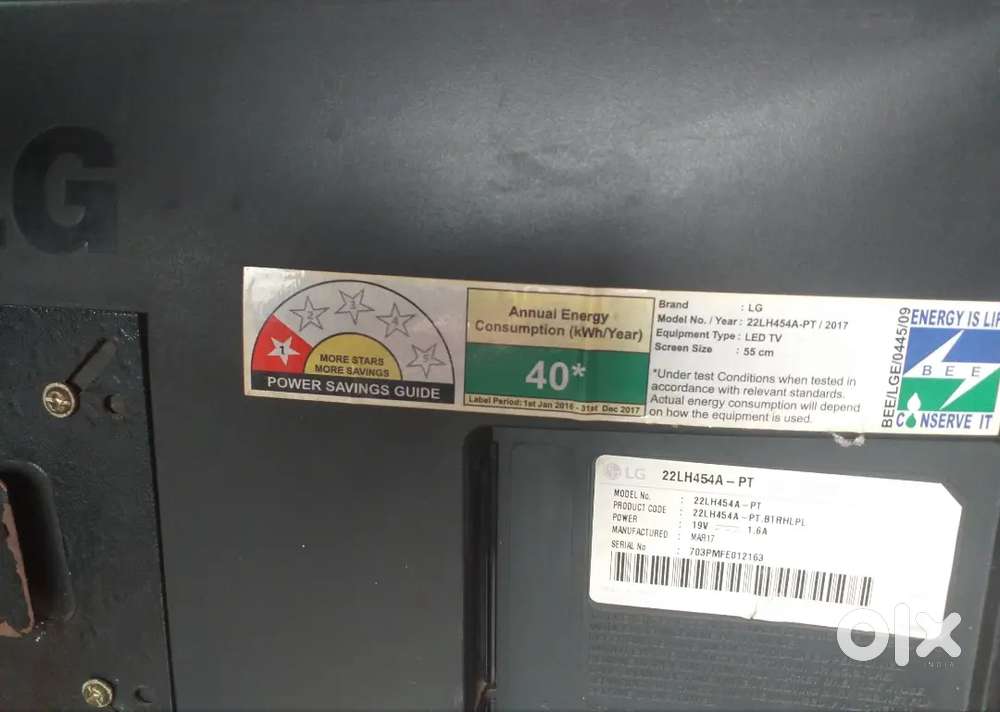 LG
1
2
3
4
5
MORE STARS
MORE SAVINGS
POWER SAVINGS GUIDE
Annual Energy
Consumption (kWh/Year)
40*
Label Period: 1st Jan 2016 - 31st Dec 2017
Brand : LG
Model No. / Year : 22LH454A-PT / 2017
Equipment Type : LED TV
Screen Size : 55 cm
*Under test Conditions when tested in
accordance with relevant standards.
Actual energy consumption will depend
on how the equipment is used.
BEE/LGE/0445/09
ENERGY IS LIF
BEE
CONSERVE IT
LG 22LH454A-PT
MODEL No. : 22LH454A-PT
PRODUCT CODE : 22LH454A-PT.BTRHLPL
POWER : 19V 1.6A
MANUFACTURED : MAR17
SERIAL No : 703PMFE012163
olx
INDIA